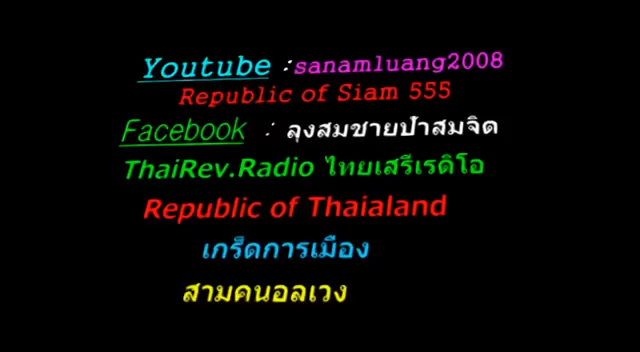 Youtube :sanamluang2008
Republic of Siam 555
Facebook : ลุงสมชายป้าสมจิต
ThaiRev.Radio ไทยเสรีเรดิโอ
Republic of Thaialand
เกร็ดการเมือง
สามคนอลเวง